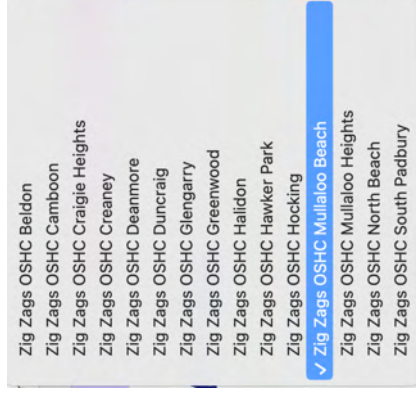 Zig Zags OSHC Beldon
Zig Zags OSHC Camboon
Zig Zags OSHC Craigie Heights
Zig Zags OSHC Creaney
Zig Zags OSHC Deanmore
Zig Zags OSHC Duncraig
Zig Zags OSHC Glengarry
Zig Zags OSHC Greenwood
Zig Zags OSHC Halidon
Zig Zags OSHC Hawker Park
Zig Zags OSHC Hocking
✓ Zig Zags OSHC Mullaloo Beach
Zig Zags OSHC Mullaloo Heights
Zig Zags OSHC North Beach
Zig Zags OSHC South Padbury